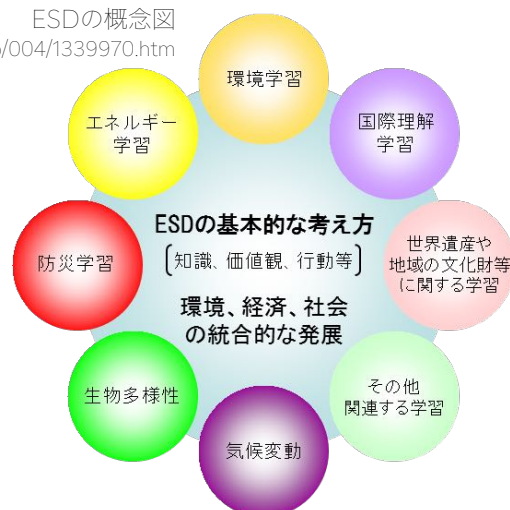 ESDの概念図
/004/1339970.htm
環境学習
国際理解
学習
世界遺産や
地域の文化財等
に関する学習
その他
関連する学習
気候変動
生物多様性
防災学習
エネルギー
学習
ESDの基本的な考え方
[知識、価値観、行動等]
環境、経済、社会
の統合的な発展